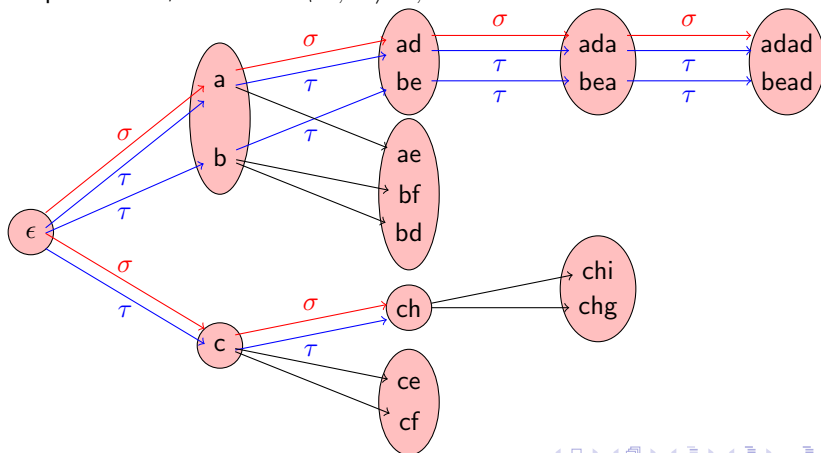 σ σ
ad ada adad
σ
a τ be τ bea τ bead
τ τ
σ τ ae
b bf
τ bd
τ
ϵ
σ chi
σ ch chg
τ c τ
ce
cf